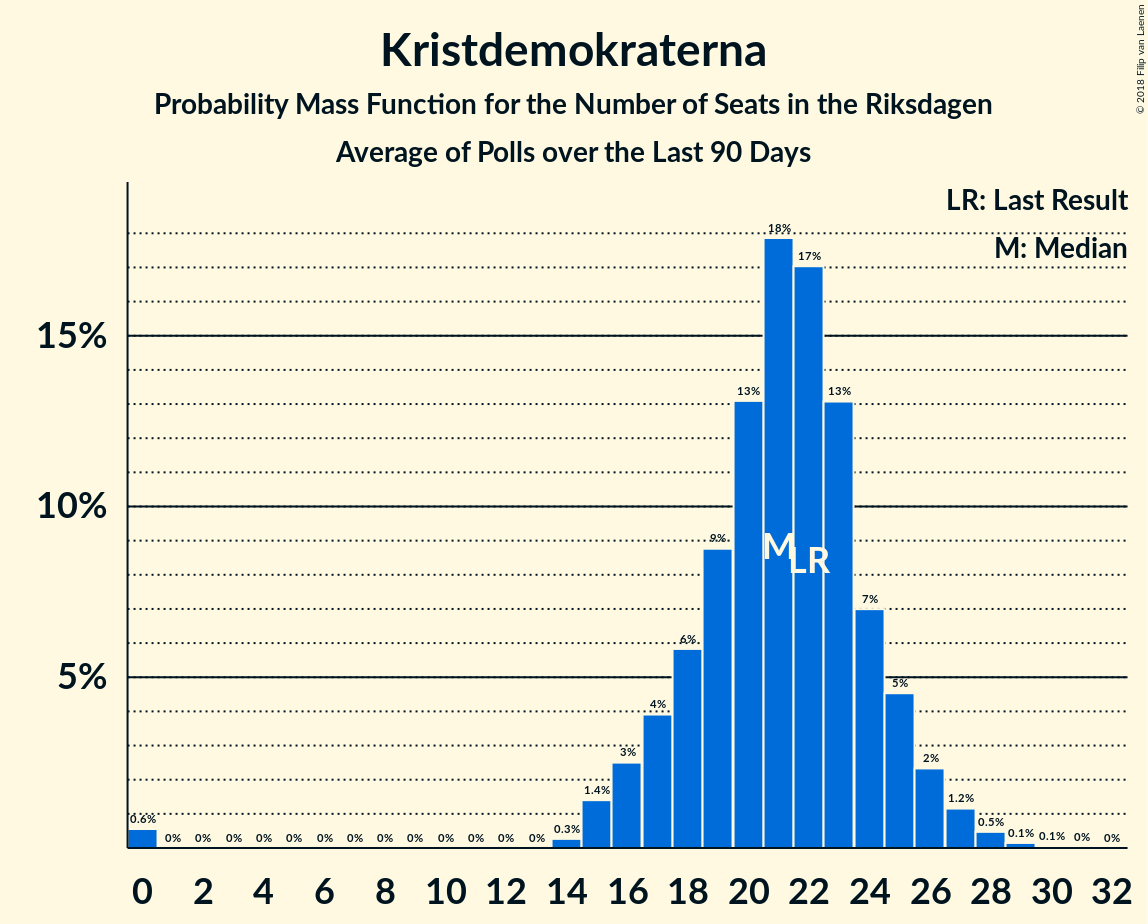 Kristdemokraterna
Probability Mass Function for the Number of Seats in the Riksdagen
Average of Polls over the Last 90 Days
© 2018 Filip van Laenen
LR: Last Result
M: Median
15%
10%
5%
0.6% 0% 0% 0% 0% 0% 0% 0% 0% 0% 0% 0% 0% 0% 0.3% 1.4% 3% 4% 6% 9% 13% 18% 17% 13% 7% 5% 2% 1.2% 0.5% 0.1% 0.1% 0% 0%
M
LR
0 2 4 6 8 10 12 14 16 18 20 22 24 26 28 30 32